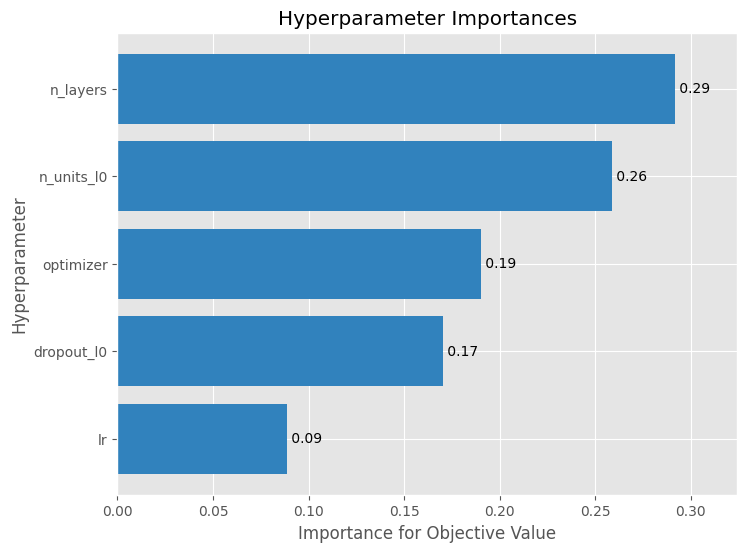 Hyperparameter Importances
Hyperparameter
n_layers
0.29
n_units_l0
0.26
optimizer
0.19
dropout_l0
0.17
lr
0.09
0.00 0.05 0.10 0.15 0.20 0.25 0.30
Importance for Objective Value